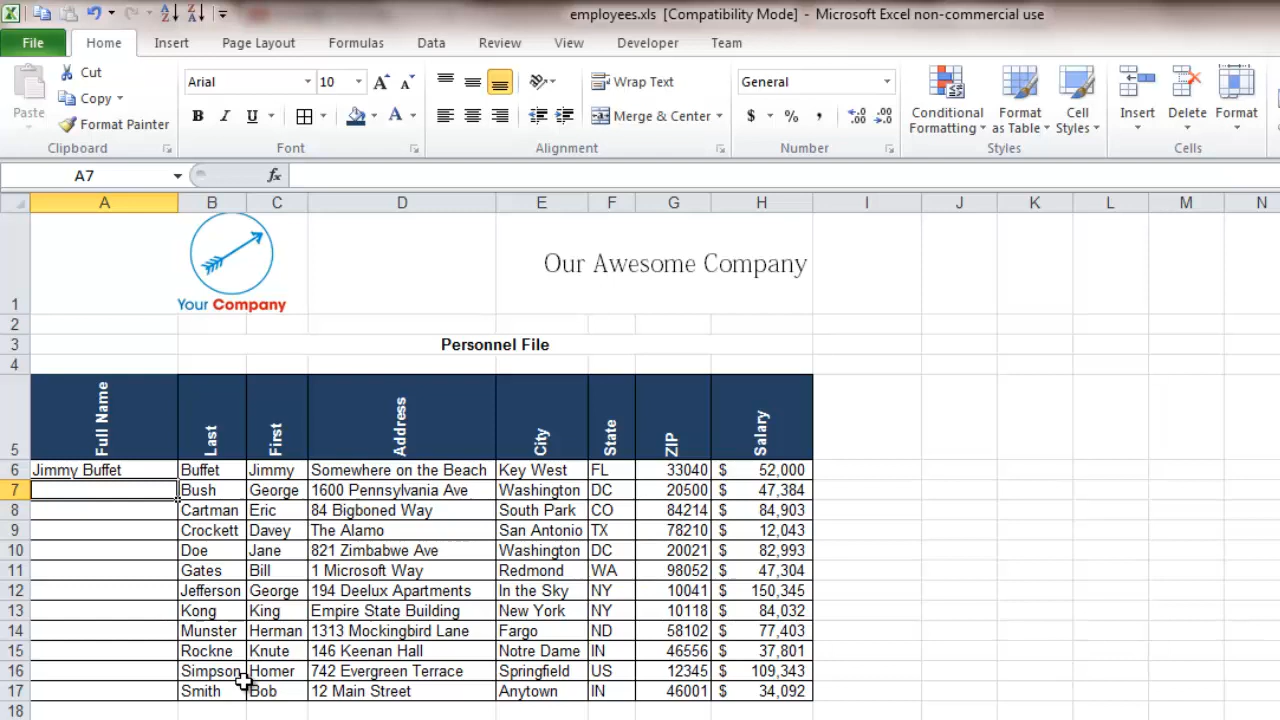 employees.xls [Compatibility Mode] - Microsoft Excel non-commercial use
File Home Insert Page Layout Formulas Data Review View Developer Team
Paste Cut Copy Format Painter
Clipboard
Arial 10 A A
B I U A
Font
Wrap Text
Merge & Center
Alignment
General
$ % , .00 .00
Number
Conditional Formatting Format as Table Cell Styles
Styles
Insert Delete Format
Cells
A7 fx
A B C D E F G H I J K L M N
Your Company
Our Awesome Company
1
2
3 Personnel File
4
5 Full Name Last First Address City State ZIP Salary
6 Jimmy Buffet Buffet Jimmy Somewhere on the Beach Key West FL 33040 $ 52,000
7 Bush George 1600 Pennsylvania Ave Washington DC 20500 $ 47,384
8 Cartman Eric 84 Bigboned Way South Park CO 84214 $ 84,903
9 Crockett Davey The Alamo San Antonio TX 78210 $ 12,043
10 Doe Jane 821 Zimbabwe Ave Washington DC 20021 $ 82,993
11 Gates Bill 1 Microsoft Way Redmond WA 98052 $ 47,304
12 Jefferson George 194 Deelux Apartments In the Sky NY 10041 $ 150,345
13 Kong King Empire State Building New York NY 10118 $ 84,032
14 Munster Herman 1313 Mockingbird Lane Fargo ND 58102 $ 77,403
15 Rockne Knute 146 Keenan Hall Notre Dame IN 46556 $ 37,801
16 Simpson Homer 742 Evergreen Terrace Springfield US 12345 $ 109,343
17 Smith Bob 12 Main Street Anytown IN 46001 $ 34,092
18